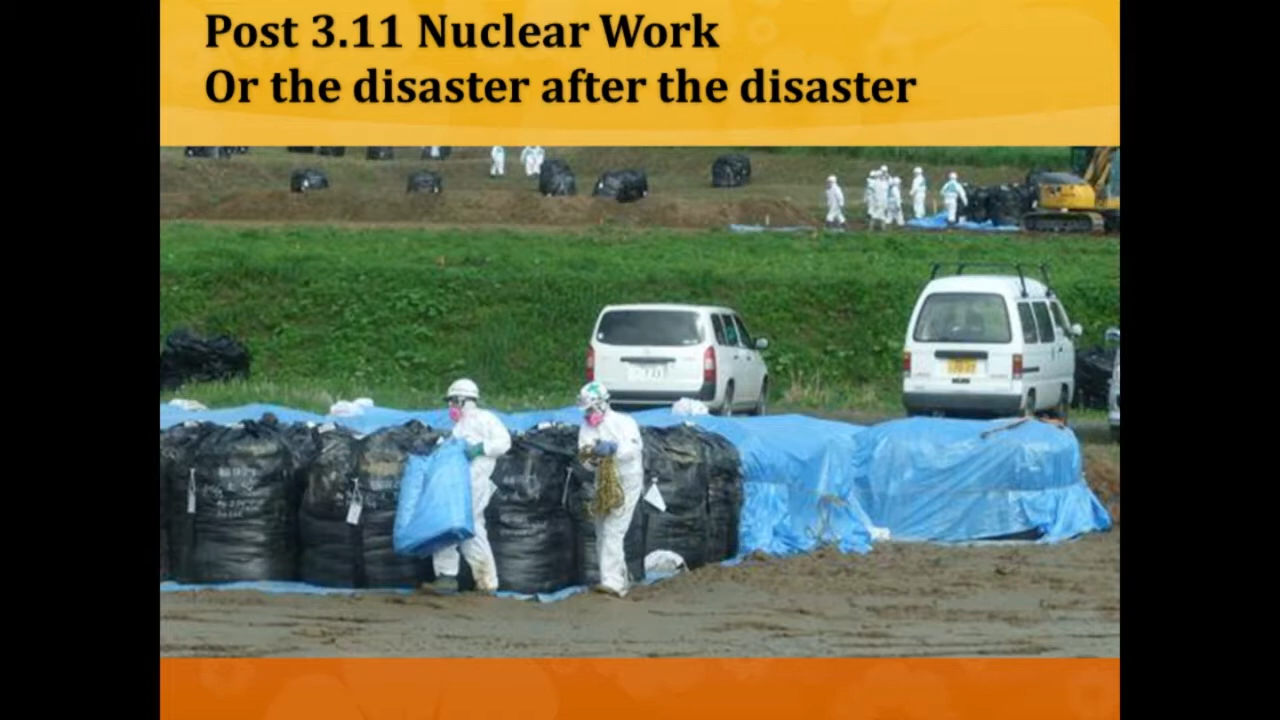 Post 3.11 Nuclear Work
Or the disaster after the disaster